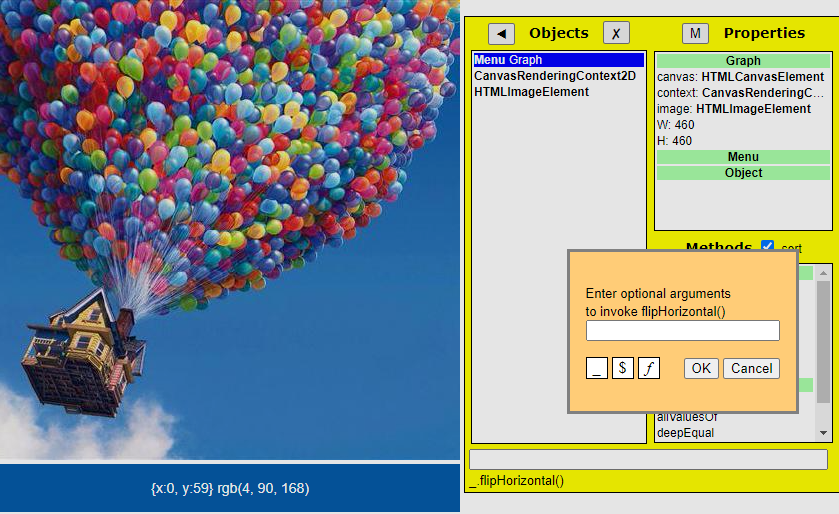 ◄ Objects ✗
Menu Graph
CanvasRenderingContext2D
HTMLImageElement
M Properties
Graph
canvas: HTMLCanvasElement
context: CanvasRenderingC...
image: HTMLImageElement
W: 460
H: 460
Menu
Object
Methods sort
Enter optional arguments
to invoke flipHorizontal()
_ $ ƒ OK Cancel
allValuesOf
deepEqual
_.flipHorizontal()
{x:0, y:59} rgb(4, 90, 168)